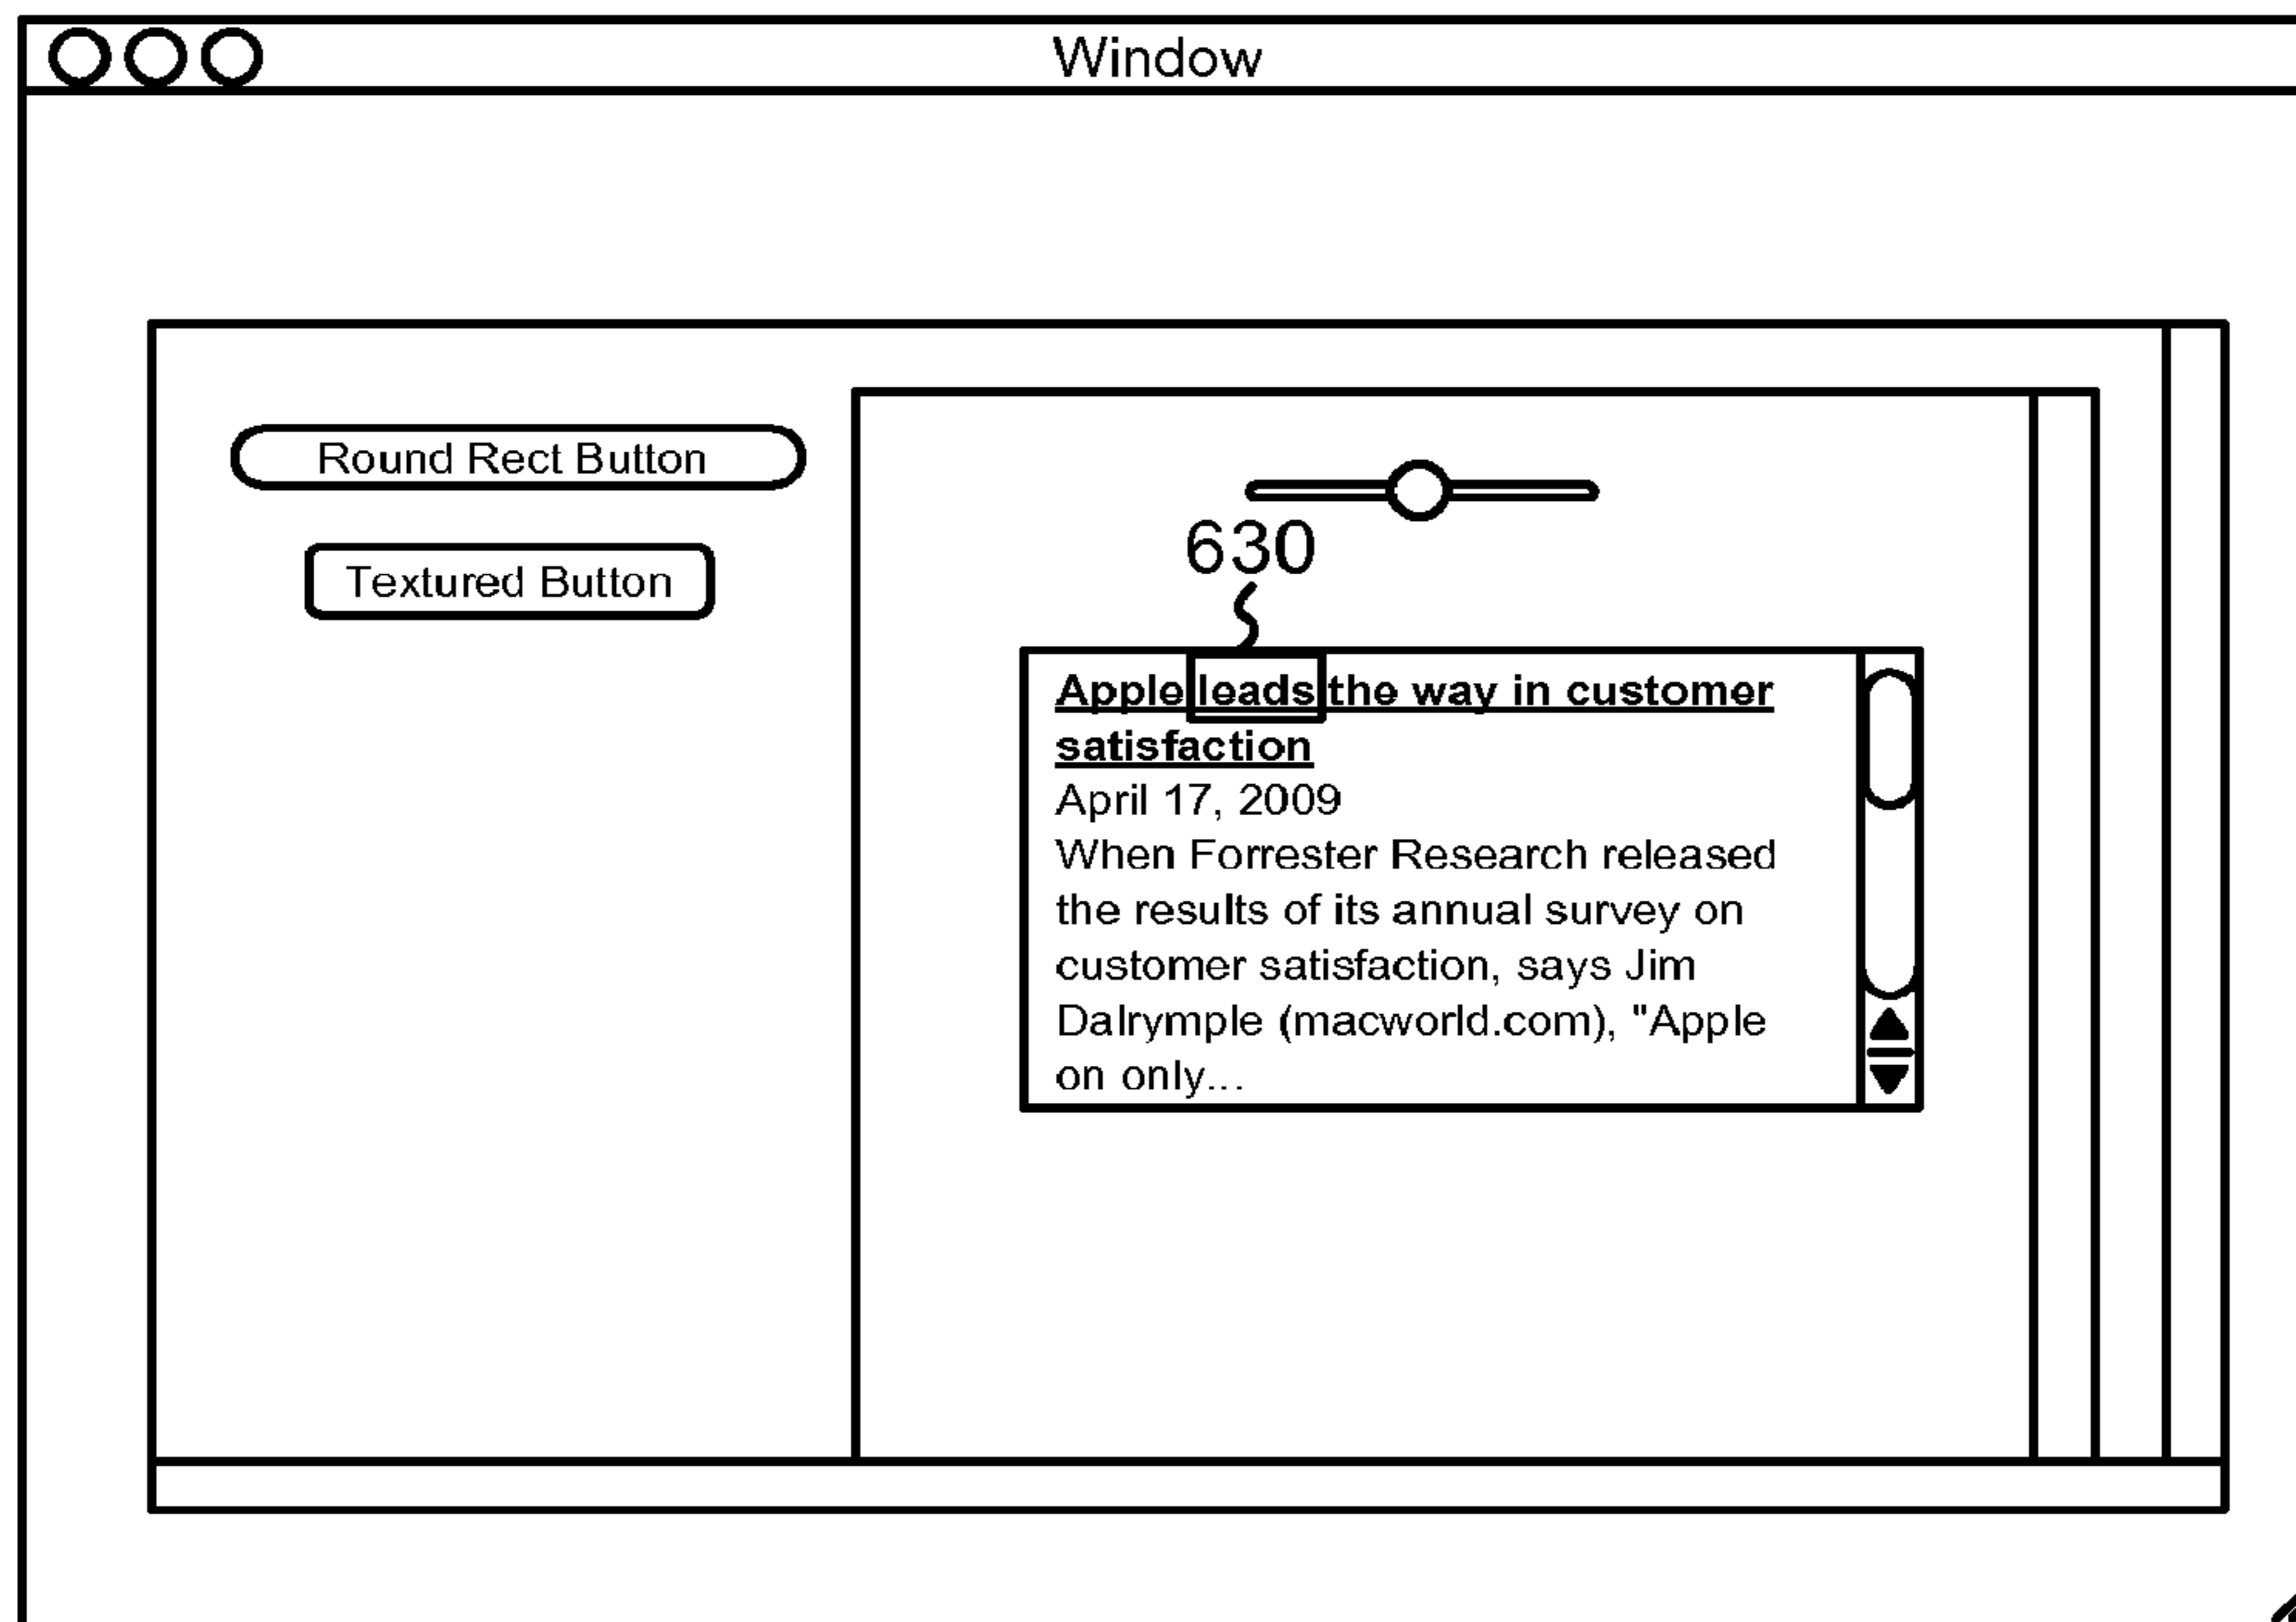 Window
Round Rect Button
Textured Button
630
Apple leads the way in customer
satisfaction
April 17, 2009
When Forrester Research released
the results of its annual survey on
customer satisfaction, says Jim
Dalrymple (macworld.com), "Apple
on only...